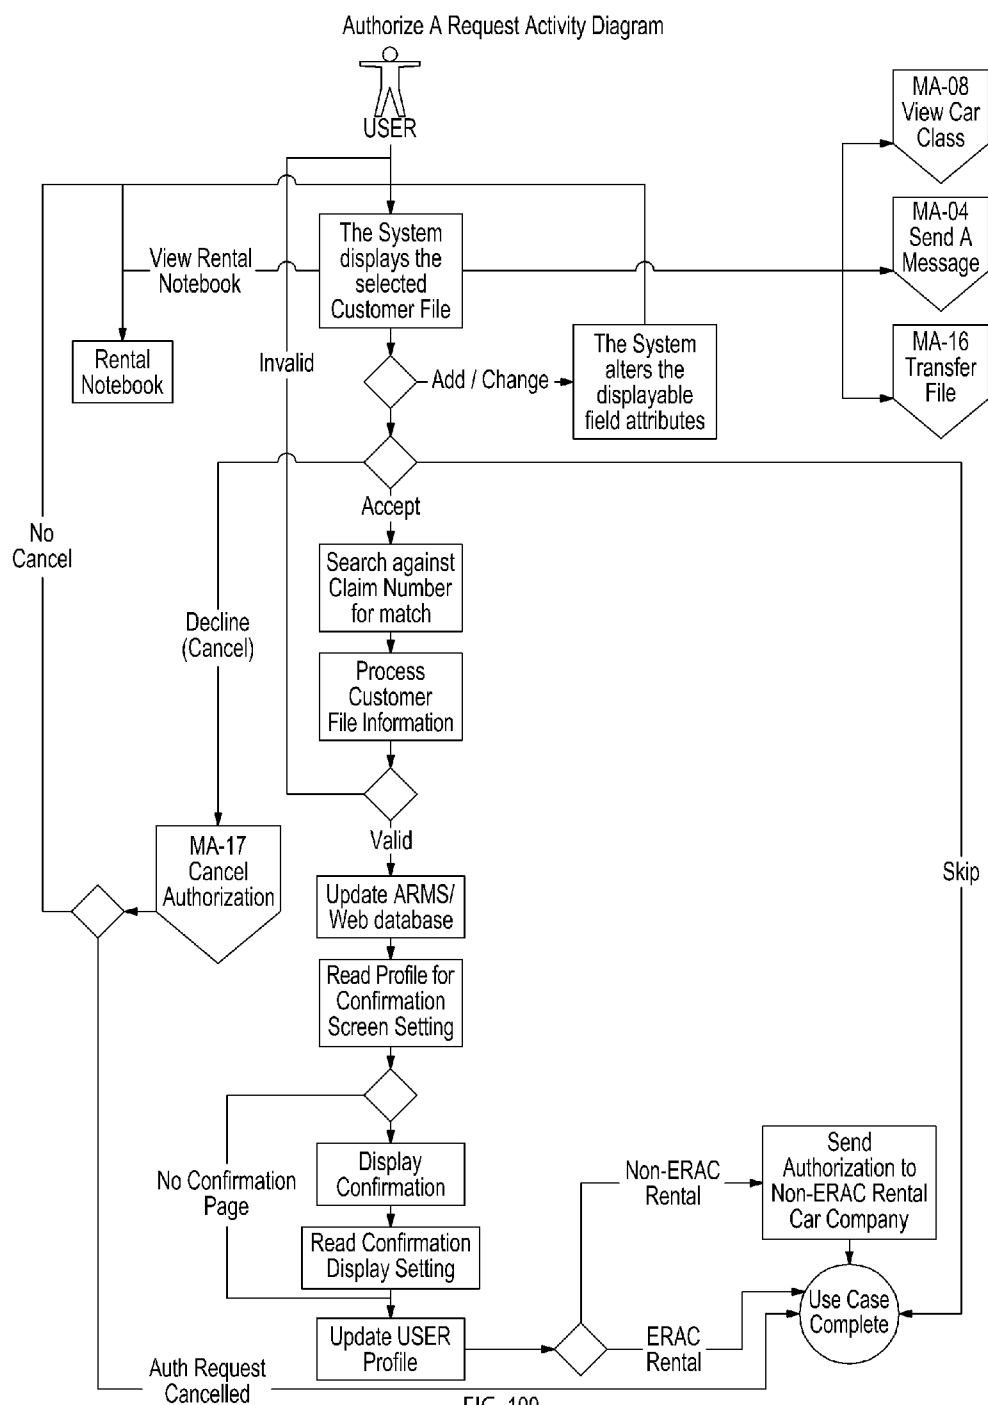 Authorize A Request Activity Diagram
USER
MA-08
View Car
Class
MA-04
Send A
Message
MA-16
Transfer
File
The System
displays the
selected
Customer File
View Rental
Notebook
Rental
Notebook
Invalid
Add / Change
The System
alters the
displayable
field attributes
No
Cancel
Accept
Search against
Claim Number
for match
Decline
(Cancel)
Process
Customer
File Information
Valid
MA-17
Cancel
Authorization
Skip
Update ARMS/
Web database
Read Profile for
Confirmation
Screen Setting
No Confirmation
Page
Display
Confirmation
Read Confirmation
Display Setting
Update USER
Profile
Non-ERAC
Rental
Send
Authorization to
Non-ERAC Rental
Car Company
ERAC
Rental
Use Case
Complete
Auth Request
Cancelled